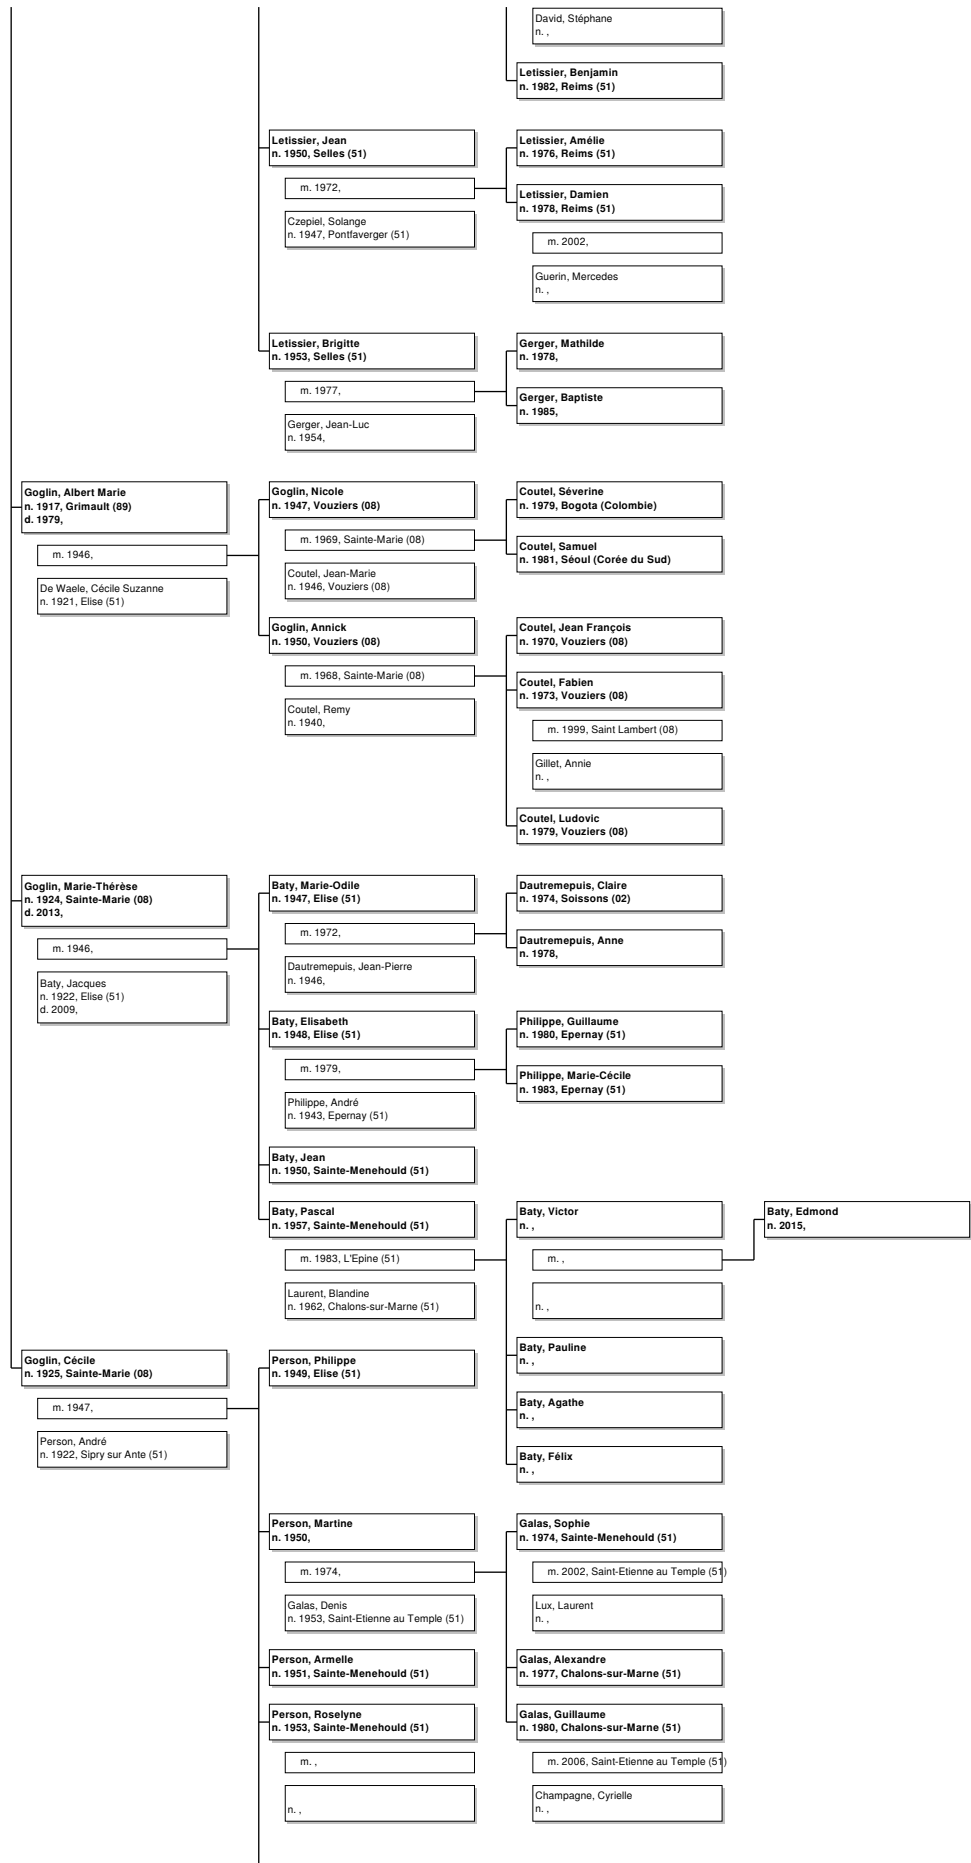 David, Stéphane
n. ,
Letissier, Benjamin
n. 1982, Reims (51)
Letissier, Jean
n. 1950, Selles (51)
m. 1972,
Czepiel, Solange
n. 1947, Pontfaverger (51)
Letissier, Amélie
n. 1976, Reims (51)
Letissier, Damien
n. 1978, Reims (51)
m. 2002,
Guerin, Mercedes
n. ,
Letissier, Brigitte
n. 1953, Selles (51)
m. 1977,
Gerger, Jean-Luc
n. 1954,
Gerger, Mathilde
n. 1978,
Gerger, Baptiste
n. 1985,
Goglin, Albert Marie
n. 1917, Grimault (89)
d. 1979,
m. 1946,
De Waele, Cécile Suzanne
n. 1921, Elise (51)
Goglin, Nicole
n. 1947, Vouziers (08)
m. 1969, Sainte-Marie (08)
Coutel, Jean-Marie
n. 1946, Vouziers (08)
Coutel, Séverine
n. 1979, Bogota (Colombie)
Coutel, Samuel
n. 1981, Séoul (Corée du Sud)
Goglin, Annick
n. 1950, Vouziers (08)
m. 1968, Sainte-Marie (08)
Coutel, Remy
n. 1940,
Coutel, Jean François
n. 1970, Vouziers (08)
Coutel, Fabien
n. 1973, Vouziers (08)
m. 1999, Saint Lambert (08)
Gillet, Annie
n. ,
Coutel, Ludovic
n. 1979, Vouziers (08)
Goglin, Marie-Thérèse
n. 1924, Sainte-Marie (08)
d. 2013,
m. 1946,
Baty, Jacques
n. 1922, Elise (51)
d. 2009,
Baty, Marie-Odile
n. 1947, Elise (51)
m. 1972,
Dautremepuis, Jean-Pierre
n. 1946,
Dautremepuis, Claire
n. 1974, Soissons (02)
Dautremepuis, Anne
n. 1978,
Baty, Elisabeth
n. 1948, Elise (51)
m. 1979,
Philippe, André
n. 1943, Epernay (51)
Philippe, Guillaume
n. 1980, Epernay (51)
Philippe, Marie-Cécile
n. 1983, Epernay (51)
Baty, Jean
n. 1950, Sainte-Menehould (51)
Baty, Pascal
n. 1957, Sainte-Menehould (51)
m. 1983, L'Epine (51)
Laurent, Blandine
n. 1962, Chalons-sur-Marne (51)
Baty, Victor
n. ,
m. ,
n. ,
Baty, Edmond
n. 2015,
Baty, Pauline
n. ,
Baty, Agathe
n. ,
Baty, Félix
n. ,
Goglin, Cécile
n. 1925, Sainte-Marie (08)
m. 1947,
Person, André
n. 1922, Sipry sur Ante (51)
Person, Philippe
n. 1949, Elise (51)
Person, Martine
n. 1950,
m. 1974,
Galas, Denis
n. 1953, Saint-Etienne au Temple (51)
Galas, Sophie
n. 1974, Sainte-Menehould (51)
m. 2002, Saint-Etienne au Temple (51)
Lux, Laurent
n. ,
Person, Armelle
n. 1951, Sainte-Menehould (51)
Galas, Alexandre
n. 1977, Chalons-sur-Marne (51)
Person, Roselyne
n. 1953, Sainte-Menehould (51)
m. ,
n. ,
Galas, Guillaume
n. 1980, Chalons-sur-Marne (51)
m. 2006, Saint-Etienne au Temple (51)
Champagne, Cyrielle
n. ,